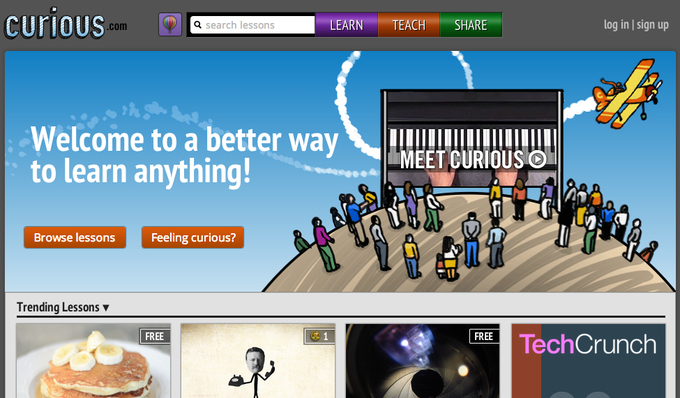 curious.com
search lessons
LEARN
TEACH
SHARE
log in | sign up
Welcome to a better way
to learn anything!
MEET CURIOUS
Browse lessons
Feeling curious?
Trending Lessons ▾
FREE
1
FREE
TechCrunch